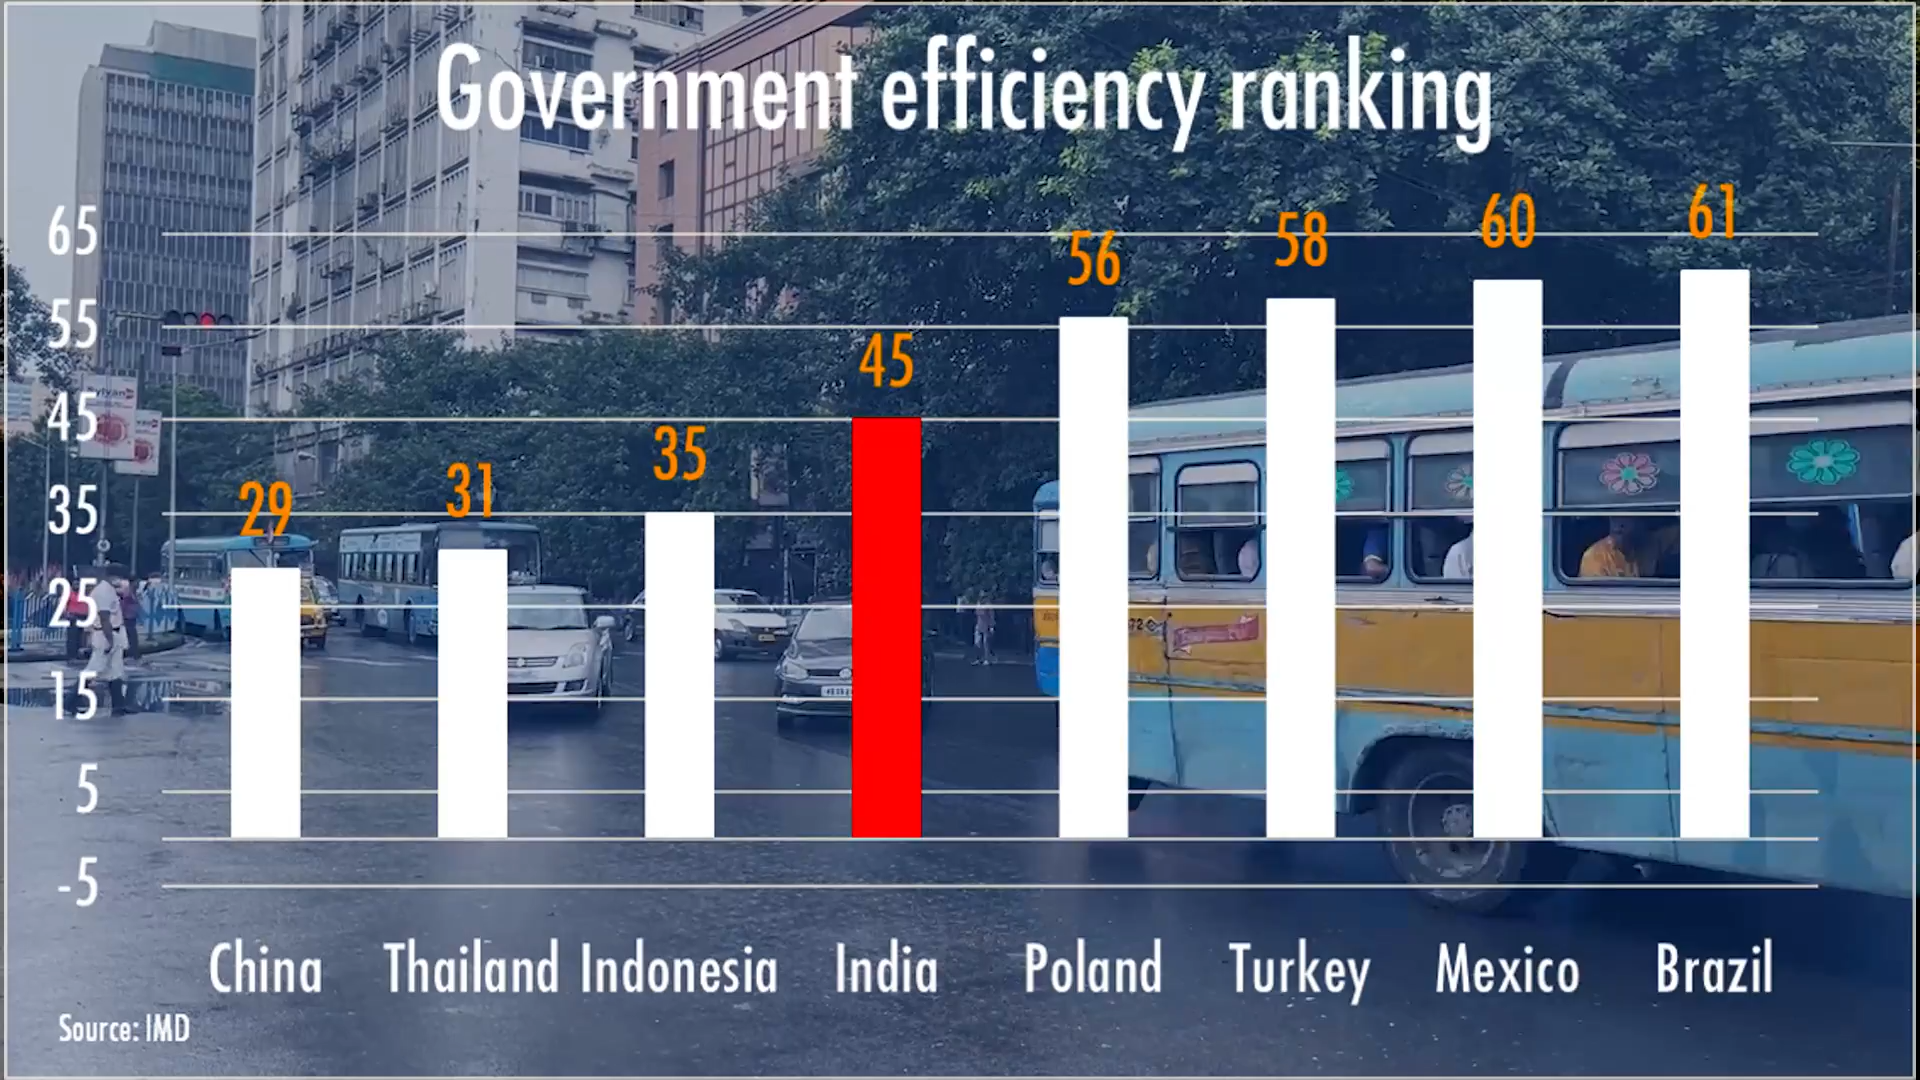 Government efficiency ranking
65
55
45
35
25
15
5
-5
29
31
35
45
56
58
60
61
China
Thailand
Indonesia
India
Poland
Turkey
Mexico
Brazil
Source: IMD